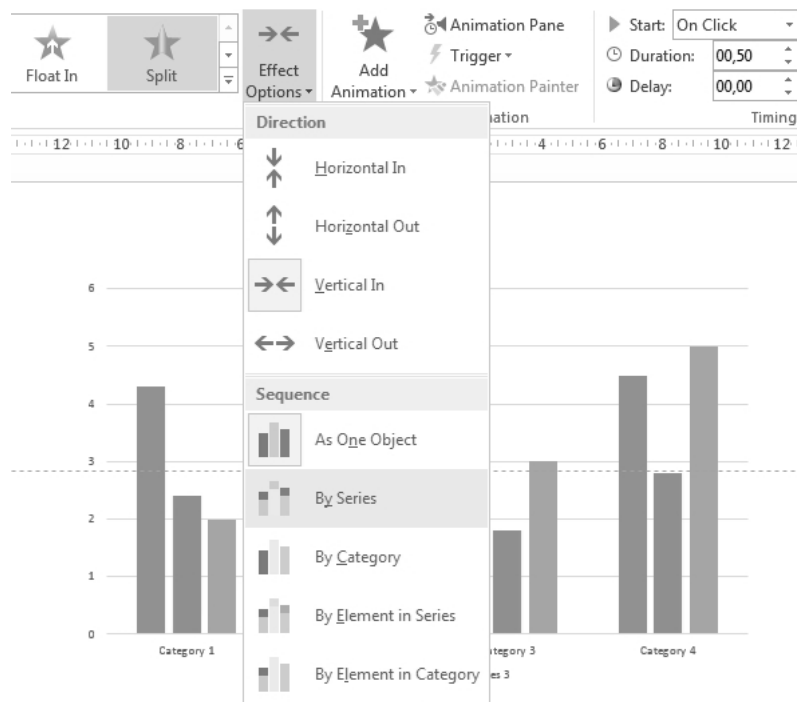 Float In
Split
Effect
Options
Add
Animation
Animation Pane
Trigger
Animation Painter
ation
Start: On Click
Duration: 00,50
Delay: 00,00
Timing
12 10 8 6 4 6 8 10 12
Direction
Horizontal In
Horizontal Out
Vertical In
Vertical Out
Sequence
As One Object
By Series
By Category
By Element in Series
By Element in Category
6
5
4
3
2
1
0
Category 1
tegory 3
Category 4
es 3